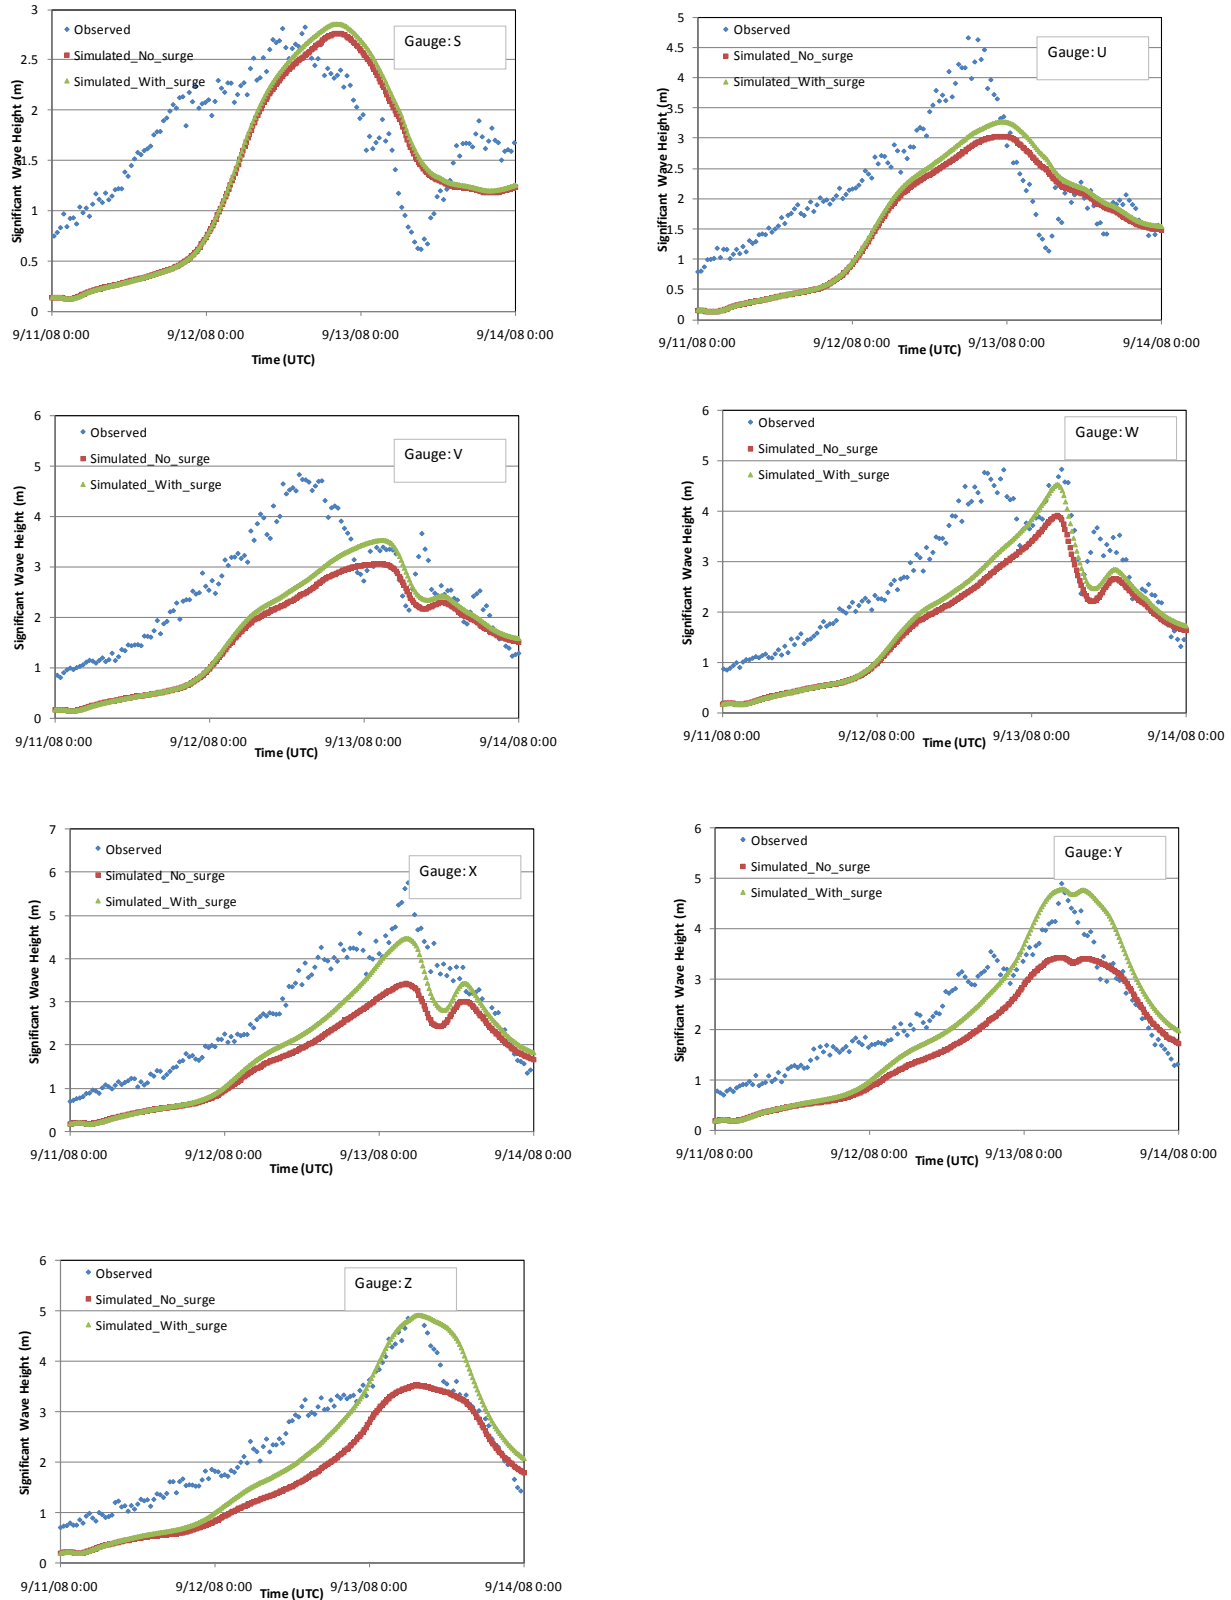 3
2.5
2
1.5
1
0.5
0
Significant Wave Height (m)
Observed
Simulated_No_surge
Simulated_With_surge
Gauge: S
9/11/08 0:00
9/12/08 0:00
9/13/08 0:00
9/14/08 0:00
Time (UTC)
5
4.5
4
3.5
3
2.5
2
1.5
1
0.5
0
Significant Wave Height (m)
Observed
Simulated_No_surge
Simulated_With_surge
Gauge: U
9/11/08 0:00
9/12/08 0:00
9/13/08 0:00
9/14/08 0:00
Time (UTC)
6
5
4
3
2
1
0
Significant Wave Height (m)
Observed
Simulated_No_surge
Simulated_With_surge
Gauge: V
9/11/08 0:00
9/12/08 0:00
9/13/08 0:00
9/14/08 0:00
Time (UTC)
6
5
4
3
2
1
0
Significant Wave Height (m)
Observed
Simulated_No_surge
Simulated_With_surge
Gauge: W
9/11/08 0:00
9/12/08 0:00
9/13/08 0:00
9/14/08 0:00
Time (UTC)
7
6
5
4
3
2
1
0
Significant Wave Height (m)
Observed
Simulated_No_surge
Simulated_With_surge
Gauge: X
9/11/08 0:00
9/12/08 0:00
9/13/08 0:00
9/14/08 0:00
Time (UTC)
6
5
4
3
2
1
0
Significant Wave Height (m)
Observed
Simulated_No_surge
Simulated_With_surge
Gauge: Y
9/11/08 0:00
9/12/08 0:00
9/13/08 0:00
9/14/08 0:00
Time (UTC)
6
5
4
3
2
1
0
Significant Wave Height (m)
Observed
Simulated_No_surge
Simulated_With_surge
Gauge: Z
9/11/08 0:00
9/12/08 0:00
9/13/08 0:00
9/14/08 0:00
Time (UTC)